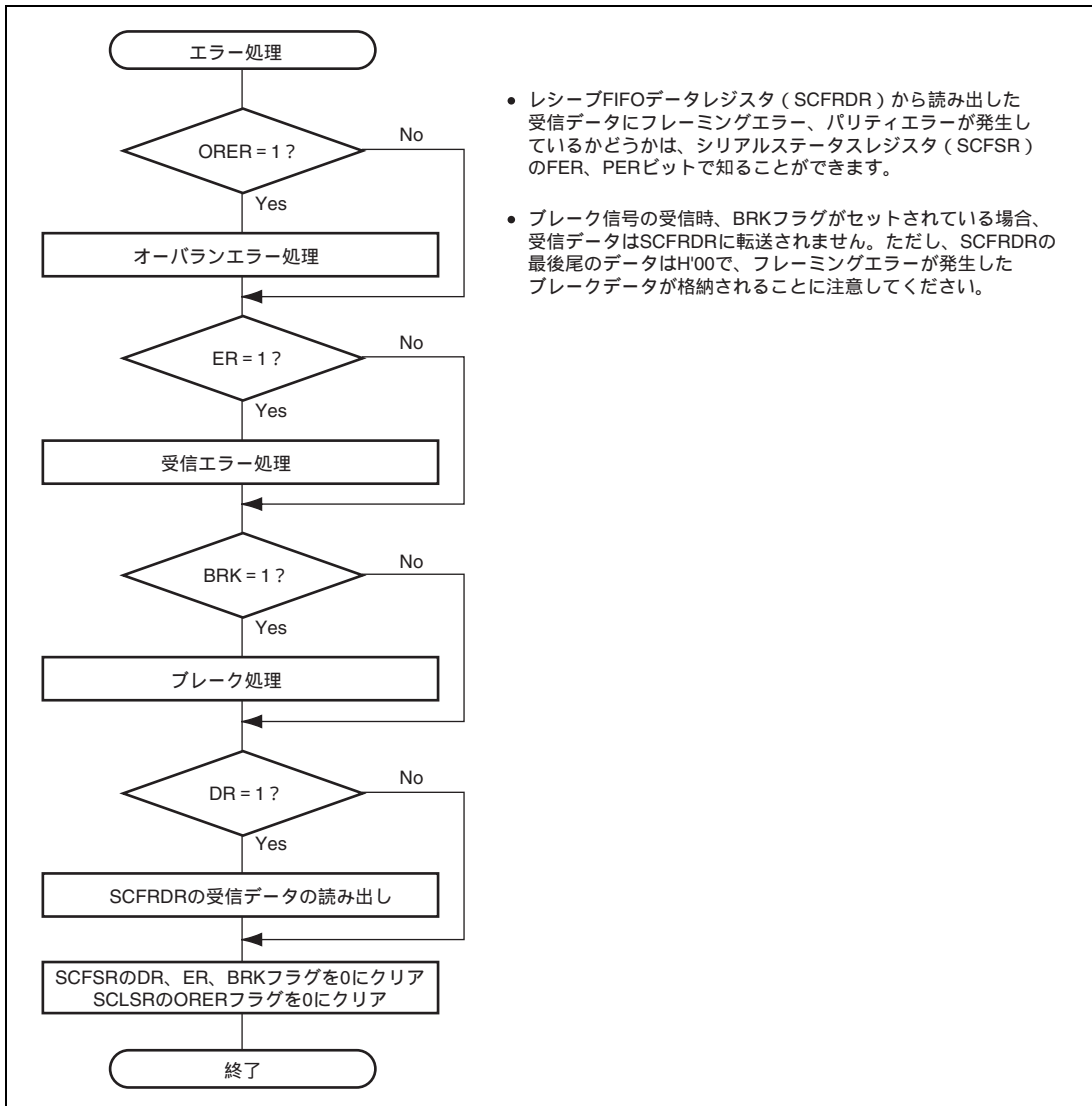 エラー処理
ORER = 1 ?
No
Yes
オーバランエラー処理
ER = 1 ?
No
Yes
受信エラー処理
BRK = 1 ?
No
Yes
ブレーク処理
DR = 1 ?
No
Yes
SCFRDRの受信データの読み出し
SCFSRのDR、ER、BRKフラグを0にクリア
SCLSRのORERフラグを0にクリア
終了
● レシーブFIFOデータレジスタ（SCFRDR）から読み出した
受信データにフレーミングエラー、パリティエラーが発生し
ているかどうかは、シリアルステータスレジスタ（SCFSR）
のFER、PERビットで知ることができます。
● ブレーク信号の受信時、BRKフラグがセットされている場合、
受信データはSCFRDRに転送されません。ただし、SCFRDRの
最後尾のデータはH'00で、フレーミングエラーが発生した
ブレークデータが格納されることに注意してください。